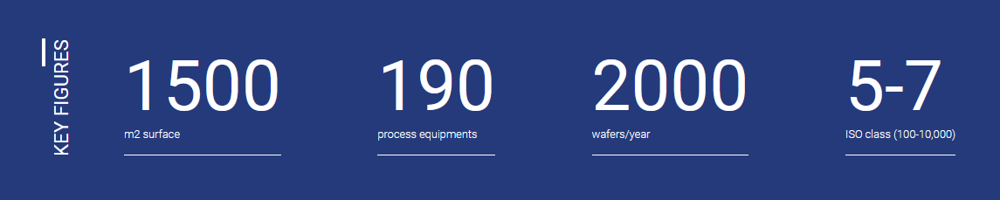 KEY FIGURES
1500
m2 surface
190
process equipments
2000
wafers/year
5-7
ISO class (100-10,000)